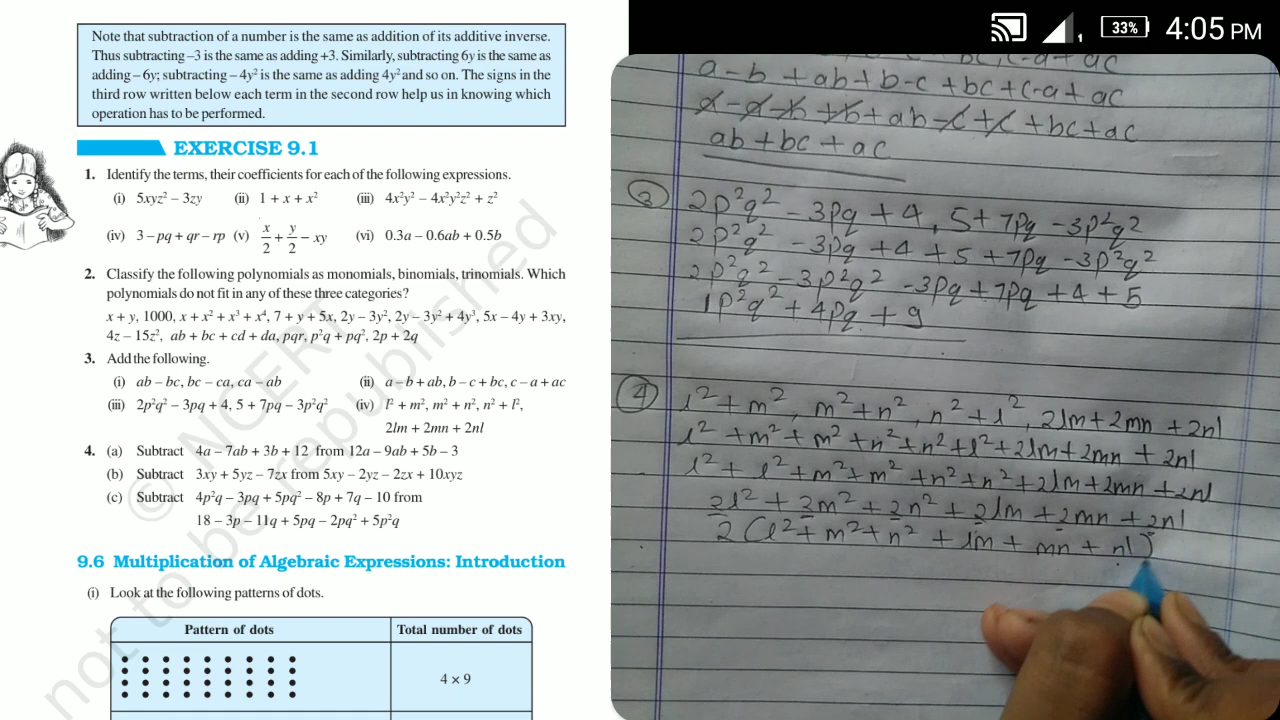 Note that subtraction of a number is the same as addition of its additive inverse.
Thus subtracting –3 is the same as adding +3. Similarly, subtracting 6y is the same as
adding – 6y; subtracting – 4y² is the same as adding 4y² and so on. The signs in the
third row written below each term in the second row help us in knowing which
operation has to be performed.
EXERCISE 9.1
1. Identify the terms, their coefficients for each of the following expressions.
(i) 5xyz² – 3zy (ii) 1 + x + x² (iii) 4x²y² – 4x²y²z² + z²
(iv) 3 – pq + qr – rp (v) x/2 + y/2 – xy (vi) 0.3a – 0.6ab + 0.5b
2. Classify the following polynomials as monomials, binomials, trinomials. Which
polynomials do not fit in any of these three categories?
x + y, 1000, x + x² + x³ + x⁴, 7 + y + 5x, 2y – 3y², 2y – 3y² + 4y³, 5x – 4y + 3xy,
4z – 15z², ab + bc + cd + da, pqr, p²q + pq², 2p + 2q
3. Add the following.
(i) ab – bc, bc – ca, ca – ab (ii) a – b + ab, b – c + bc, c – a + ac
(iii) 2p²q² – 3pq + 4, 5 + 7pq – 3p²q² (iv) l² + m², m² + n², n² + l²,
2lm + 2mn + 2nl
4. (a) Subtract 4a – 7ab + 3b + 12 from 12a – 9ab + 5b – 3
(b) Subtract 3xy + 5yz – 7zx from 5xy – 2yz – 2zx + 10xyz
(c) Subtract 4p²q – 3pq + 5pq² – 8p + 7q – 10 from
18 – 3p – 11q + 5pq – 2pq² + 5p²q
9.6 Multiplication of Algebraic Expressions: Introduction
(i) Look at the following patterns of dots.
Pattern of dots Total number of dots
4 × 9
© NCERT
not to be republished
33% 4:05 PM
bc, c-a + ac
a-b + ab + b-c + bc + c-a + ac
a-a-b+b+ab-c+c+bc+ac
ab + bc + ac
3 2p²q² -3pq + 4, 5+7pq -3p²q²
2p²q² -3pq +4 +5 +7pq -3p²q²
2p²q² -3p²q² -3pq +7pq +4 +5
1p²q² + 4pq + 9
4 l²+m², m²+n², n²+l², 2lm+2mn+2nl
l²+m²+m²+n²+n²+l²+2lm+2mn+2nl
l²+l²+m²+m²+n²+n²+2lm+2mn+2nl
2l²+2m²+2n²+2lm+2mn+2nl
2(l²+m²+n²+lm+mn+nl)